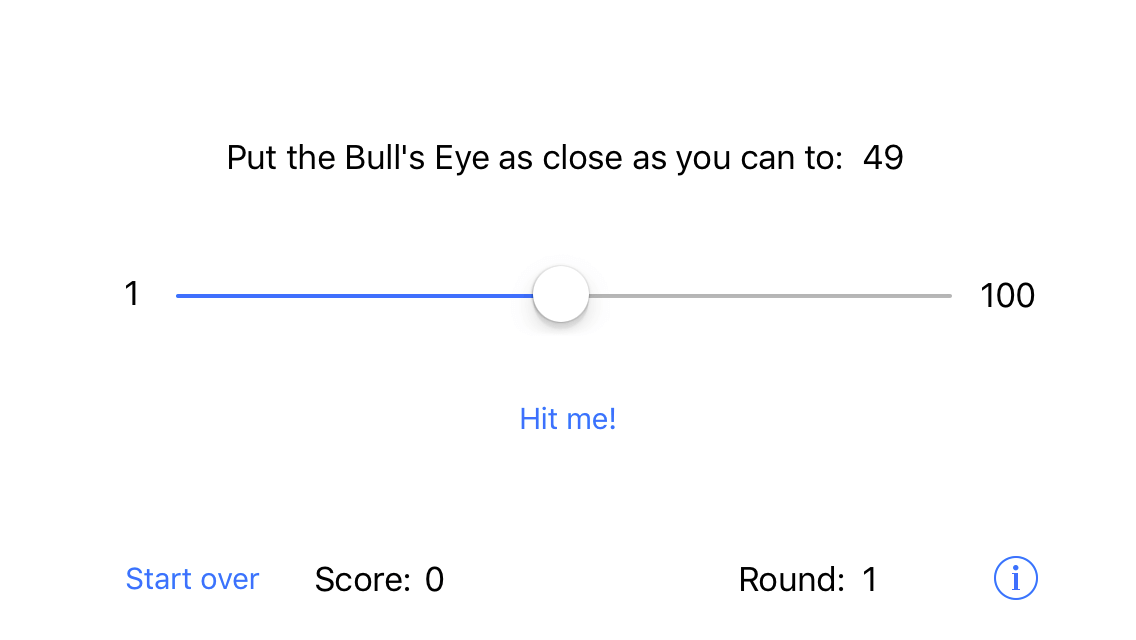 Put the Bull's Eye as close as you can to: 49
1 100
Hit me!
Start over Score: 0 Round: 1 i